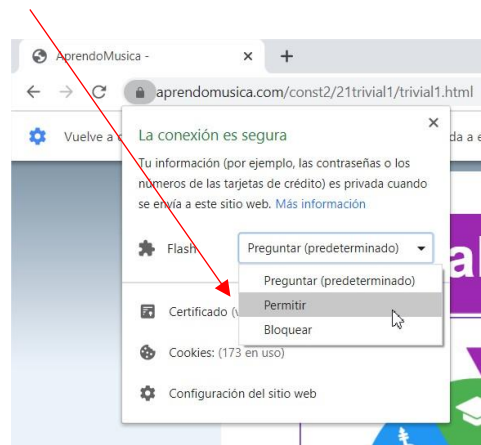 AprendoMusica -
aprendomusica.com/const2/21trivial1/trivial1.html
Vuelve a
da a e
La conexión es segura
Tu información (por ejemplo, las contraseñas o los
números de las tarjetas de crédito) es privada cuando
se envía a este sitio web. Más información
Flash
Preguntar (predeterminado)
Preguntar (predeterminado)
Permitir
Bloquear
Certificado (
Cookies: (173 en uso)
Configuración del sitio web
al